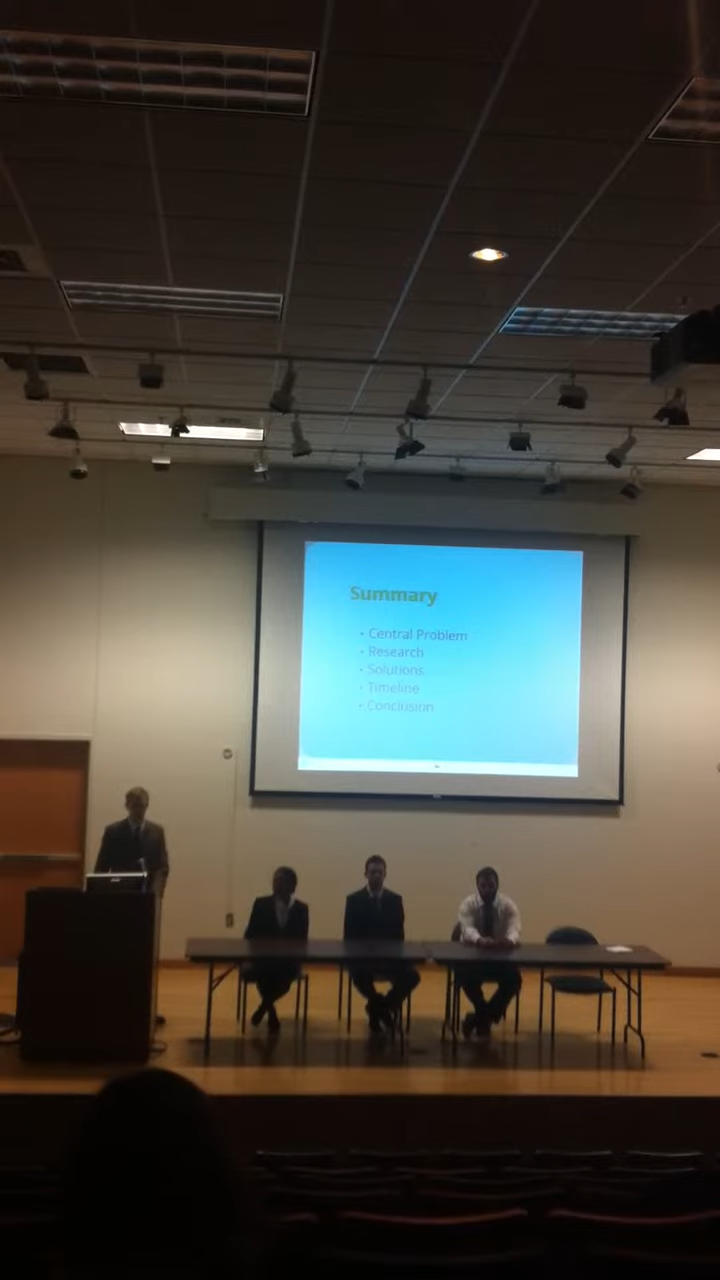 Summary
• Central Problem
• Research
• Solutions
• Timeline
• Conclusion